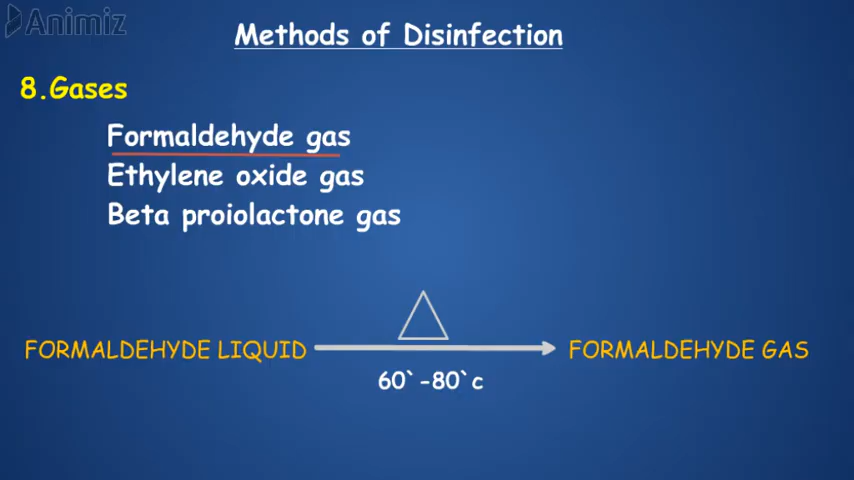 Animiz
Methods of Disinfection
8.Gases
Formaldehyde gas
Ethylene oxide gas
Beta proiolactone gas
FORMALDEHYDE LIQUID
60`-80`c
FORMALDEHYDE GAS